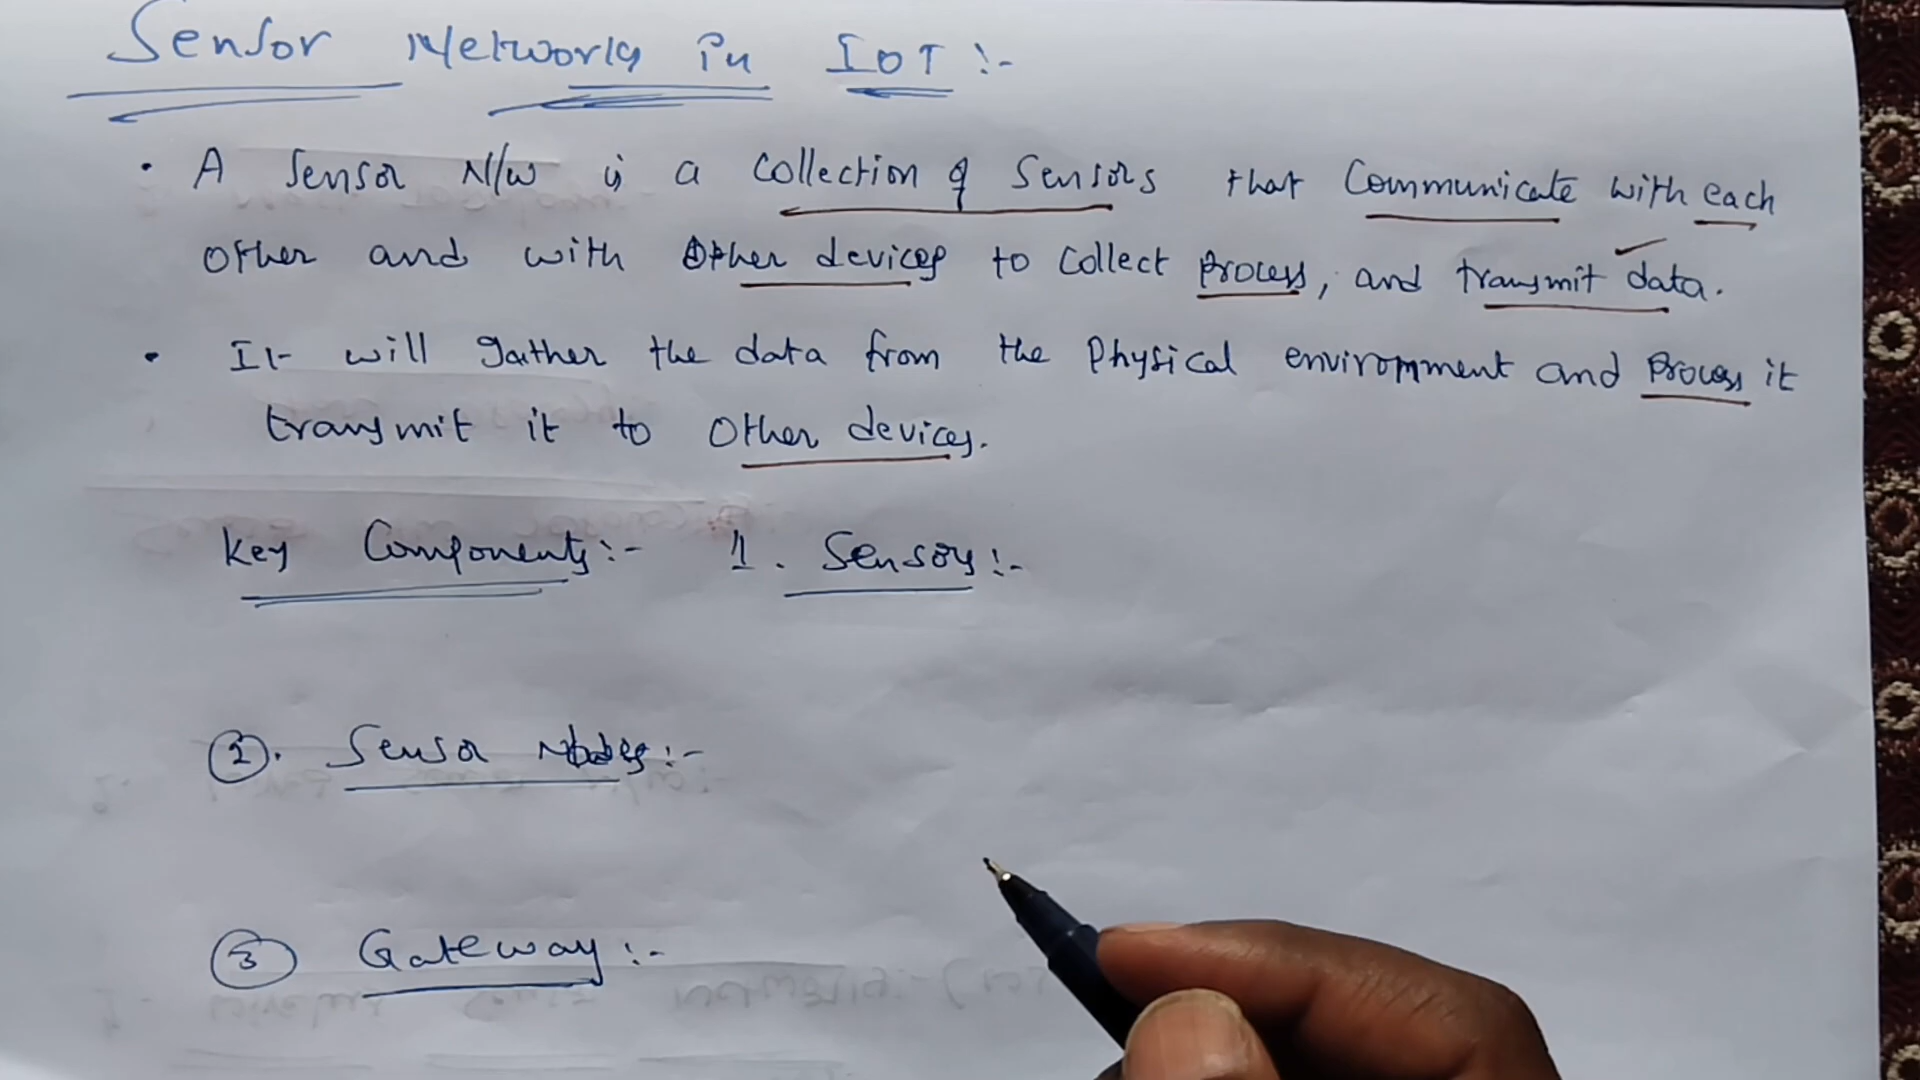 Sensor Networks in IOT :-
• A Sensor N/W is a collection of Sensors that Communicate with each
other and with Other devices to collect Process, and transmit data.
• It will gather the data from the Physical environment and Process it
transmit it to Other devices.
Key Components :- 1. Sensors :-
2. Sensor Nodes :-
3 Gateway :-